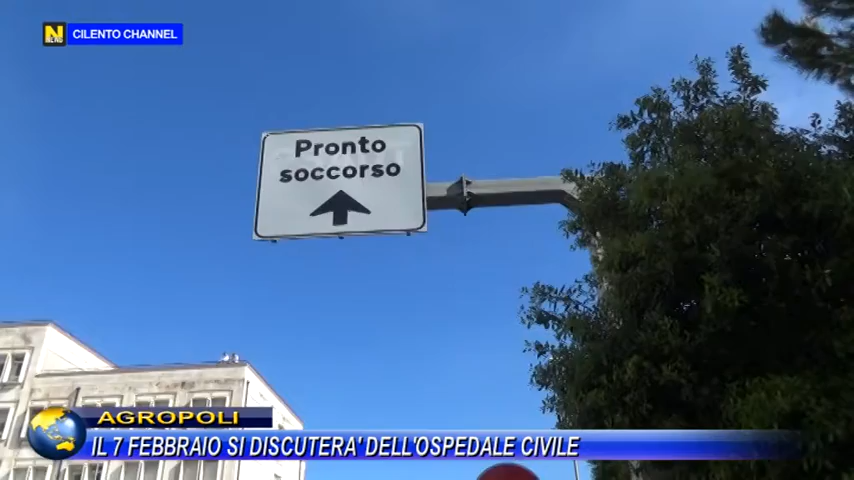 N
CILENTO CHANNEL
Pronto
soccorso
AGROPOLI
IL 7 FEBBRAIO SI DISCUTERA' DELL'OSPEDALE CIVILE